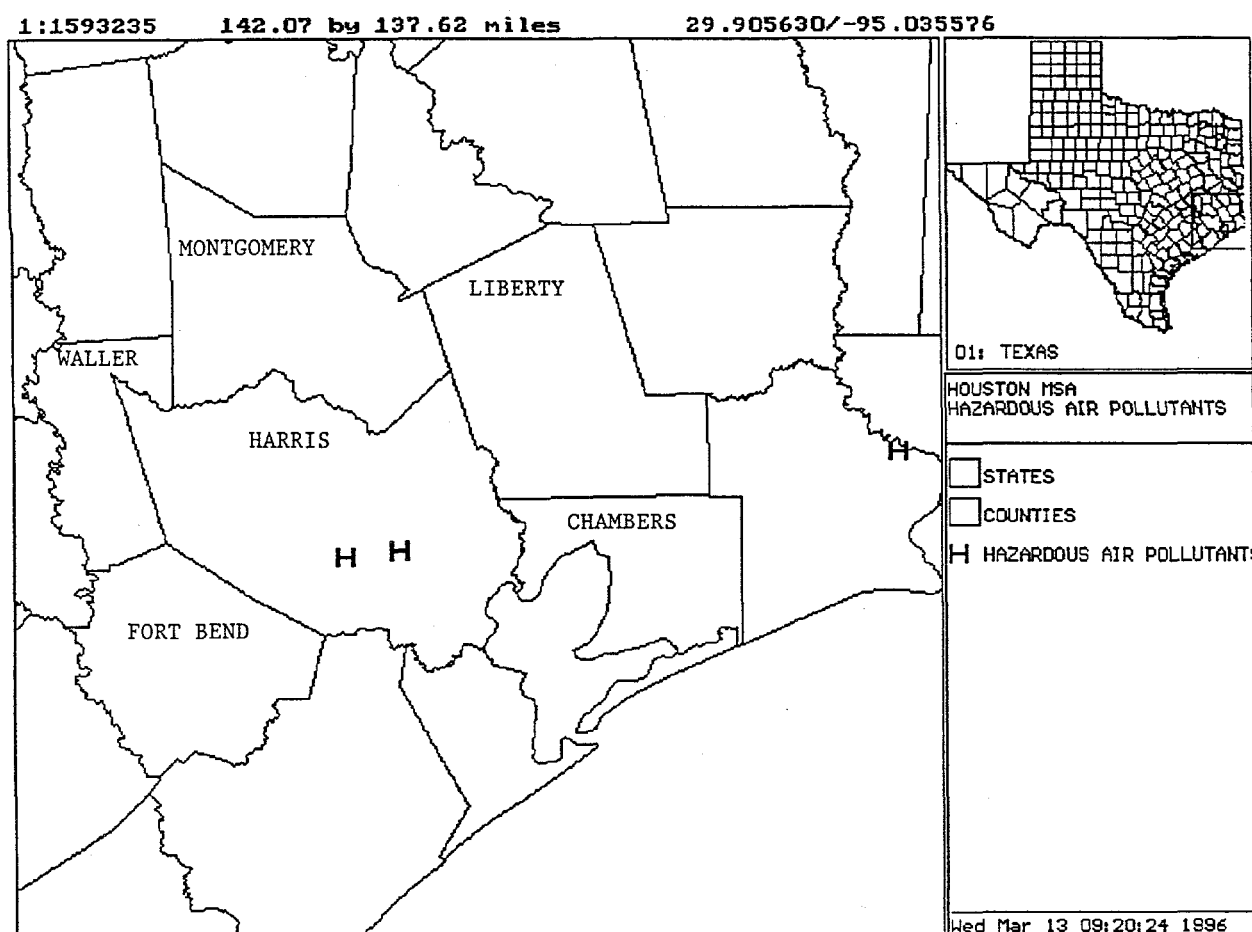 1:1593235 142.07 by 137.62 miles 29.905630/-95.035576
MONTGOMERY
LIBERTY
WALLER
HARRIS
CHAMBERS
FORT BEND
H H
H
01: TEXAS
HOUSTON MSA
HAZARDOUS AIR POLLUTANTS
STATES
COUNTIES
H HAZARDOUS AIR POLLUTANTS
Wed Mar 13 09:20:24 1996